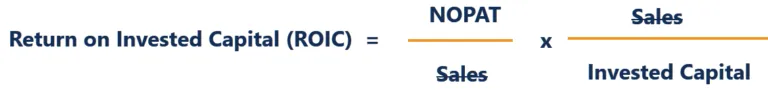 NOPAT Sales
Return on Invested Capital (ROIC) = x
Sales Invested Capital